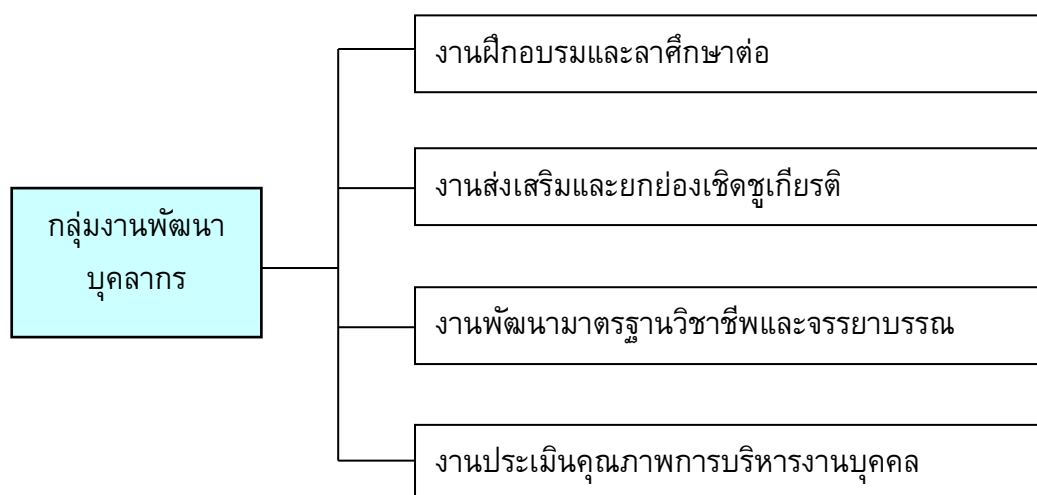 งานฝึกอบรมและลาศึกษาต่อ
งานส่งเสริมและยกย่องเชิดชูเกียรติ
กลุ่มงานพัฒนา
บุคลากร
งานพัฒนามาตรฐานวิชาชีพและจรรยาบรรณ
งานประเมินคุณภาพการบริหารงานบุคคล